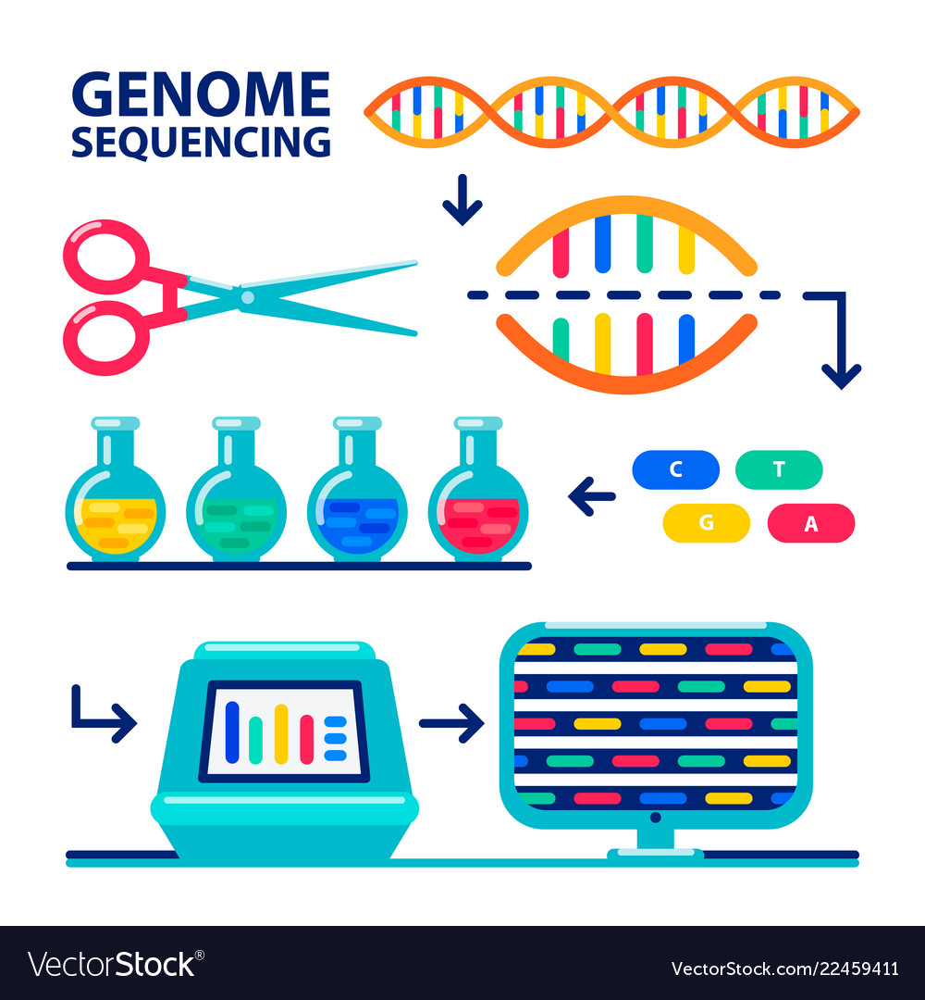 GENOME
SEQUENCING
C T
G A
VectorStock®
VectorStock.com/22459411